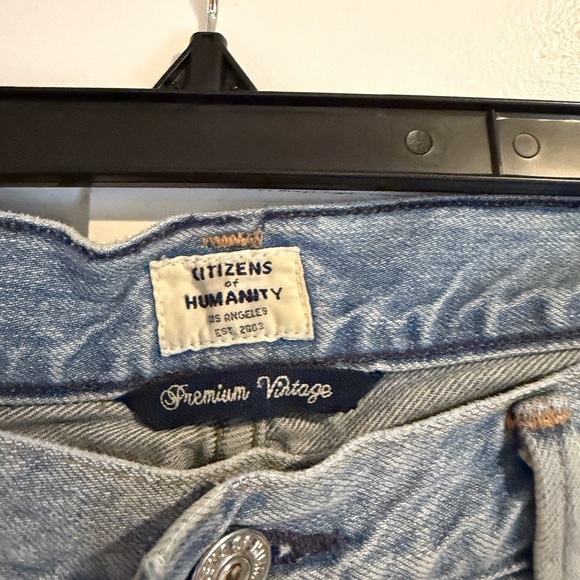 CITIZENS
of
HUMANITY
LOS ANGELES
EST. 2003
Premium Vintage